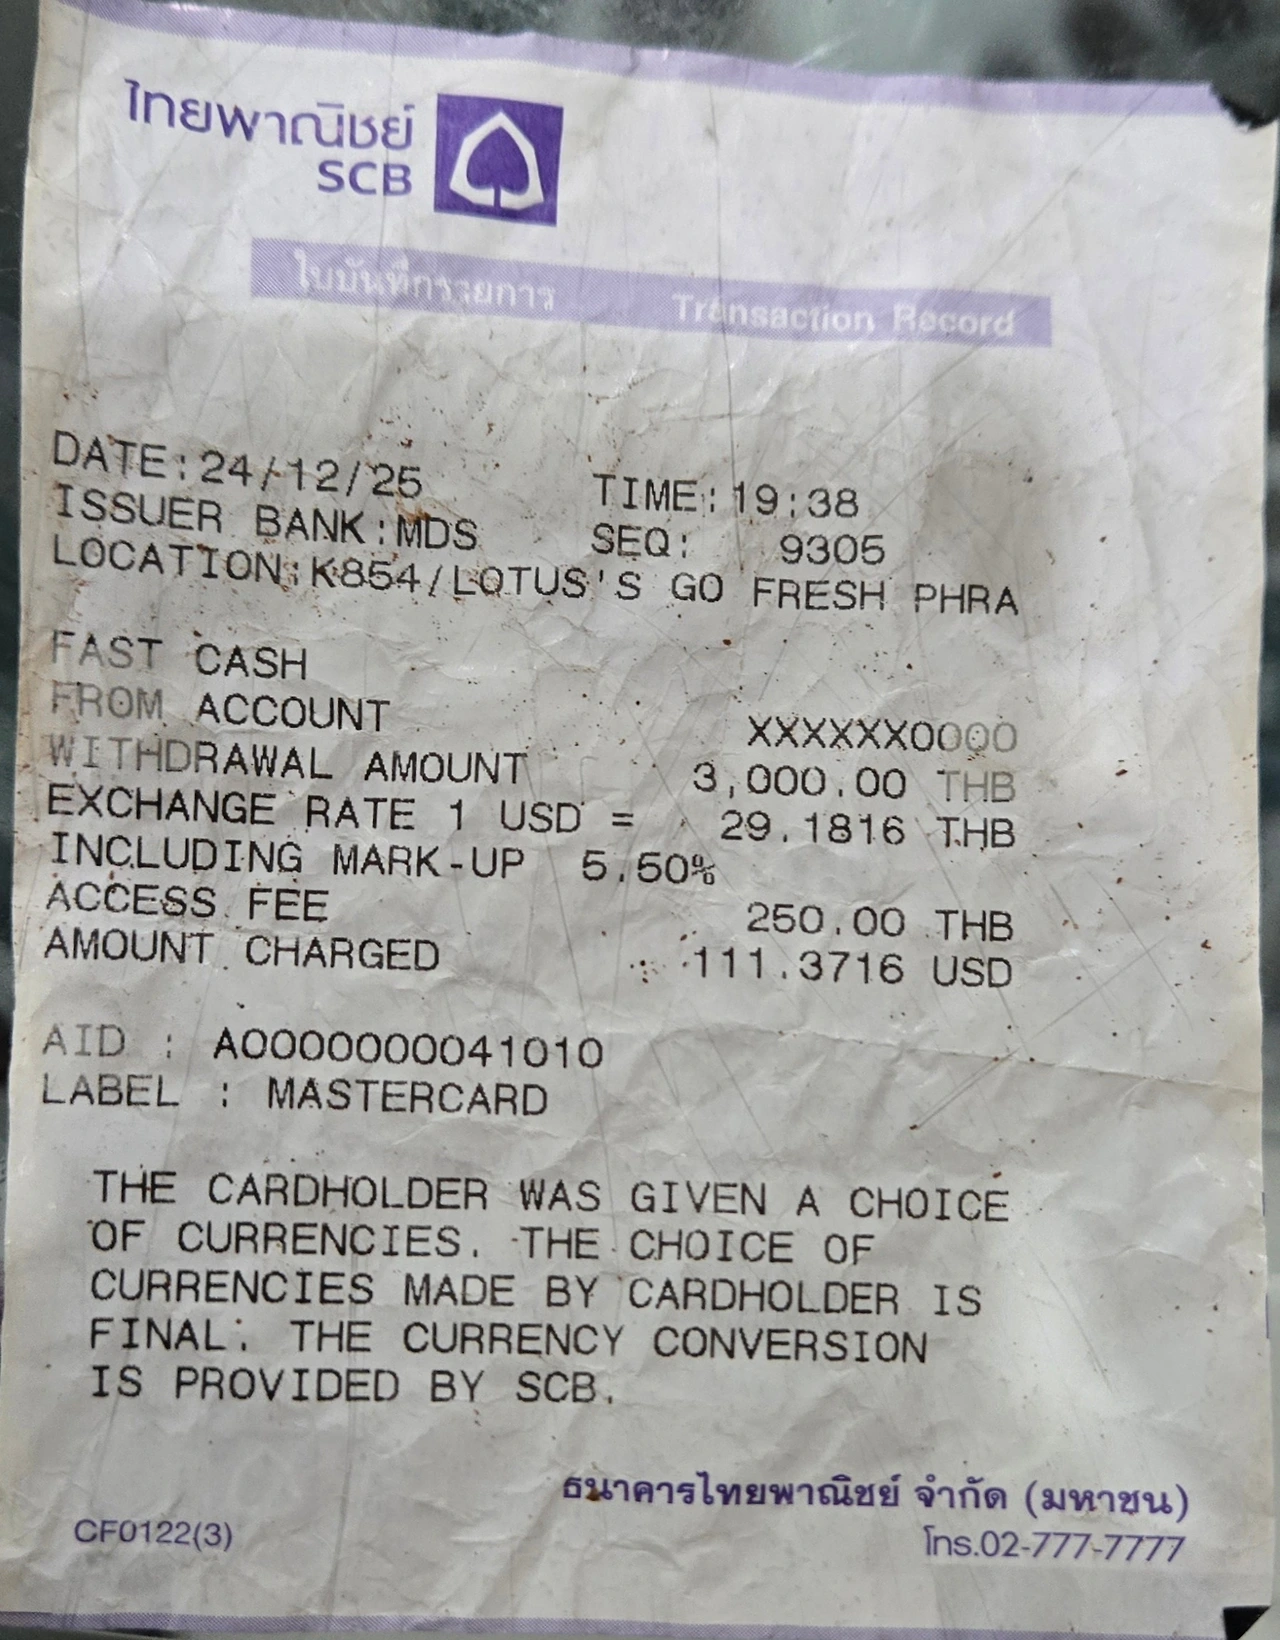 ไทยพาณิชย์
SCB
ใบบันทึกรายการ Transaction Record
DATE:24/12/25 TIME:19:38
ISSUER BANK:MDS SEQ: 9305
LOCATION:K854/LOTUS'S GO FRESH PHRA
FAST CASH
FROM ACCOUNT XXXXXXX0000
WITHDRAWAL AMOUNT 3,000.00 THB
EXCHANGE RATE 1 USD = 29.1816 THB
INCLUDING MARK-UP 5.50%
ACCESS FEE 250.00 THB
AMOUNT CHARGED 111.3716 USD
AID : A0000000041010
LABEL : MASTERCARD
THE CARDHOLDER WAS GIVEN A CHOICE
OF CURRENCIES. THE CHOICE OF
CURRENCIES MADE BY CARDHOLDER IS
FINAL. THE CURRENCY CONVERSION
IS PROVIDED BY SCB.
ธนาคารไทยพาณิชย์ จำกัด (มหาชน)
CF0122(3) โทร.02-777-7777